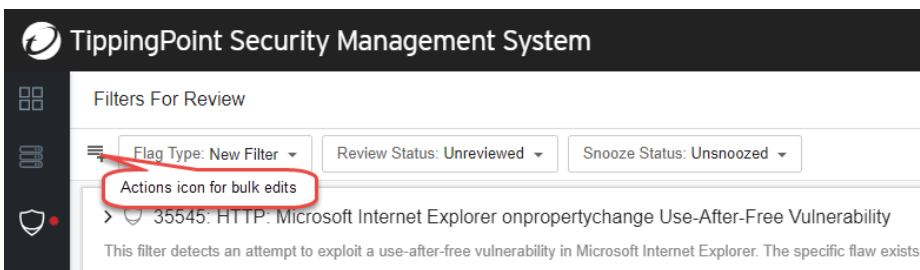 TippingPoint Security Management System
Filters For Review
Flag Type: New Filter
Review Status: Unreviewed
Snooze Status: Unsnoozed
Actions icon for bulk edits
35545: HTTP: Microsoft Internet Explorer onpropertychange Use-After-Free Vulnerability
This filter detects an attempt to exploit a use-after-free vulnerability in Microsoft Internet Explorer. The specific flaw exists